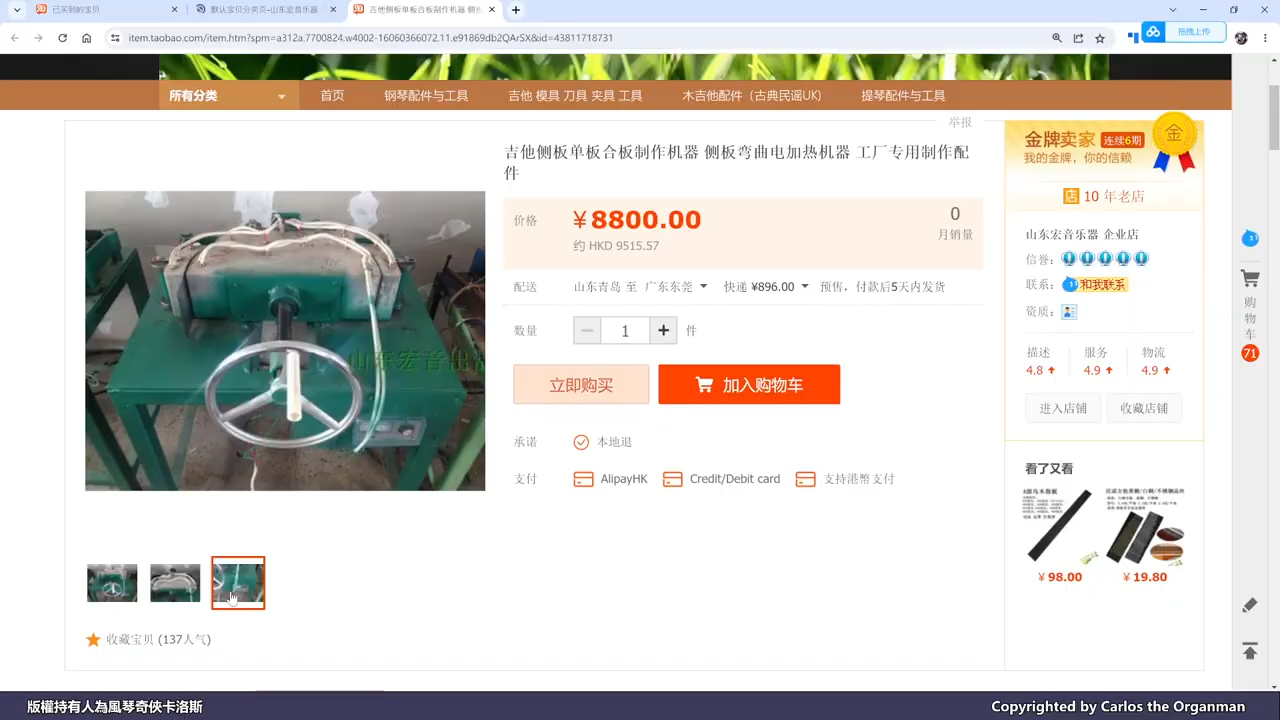 已买到的宝贝
默认宝贝分类页-山东宏音乐器
吉他侧板单板合板制作机器 侧板
item.taobao.com/item.htm?spm=a312a.7700824.w4002-16060366072.11.e91869db2QArSX&id=43811718731
拖拽上传
所有分类
首页
钢琴配件与工具
吉他 模具 刀具 夹具 工具
木吉他配件（古典民谣UK）
提琴配件与工具
举报
吉他侧板单板合板制作机器 侧板弯曲电加热机器 工厂专用制作配
件
价格
¥8800.00
约 HKD 9515.57
0
月销量
配送
山东青岛 至 广东东莞
快递 ¥896.00
预售，付款后5天内发货
数量
1
件
立即购买
加入购物车
承诺
本地退
支付
AlipayHK
Credit/Debit card
支持港幣支付
收藏宝贝 (137人气)
金牌卖家 连续6期
我的金牌，你的信赖
金
店 10 年老店
山东宏音乐器 企业店
信誉：
联系： 和我联系
资质：
描述
服务
物流
4.8
4.9
4.9
进入店铺
收藏店铺
看了又看
¥98.00
¥19.80
购物车
71
版權持有人為風琴奇俠卡洛斯
Copyrighted by Carlos the Organman